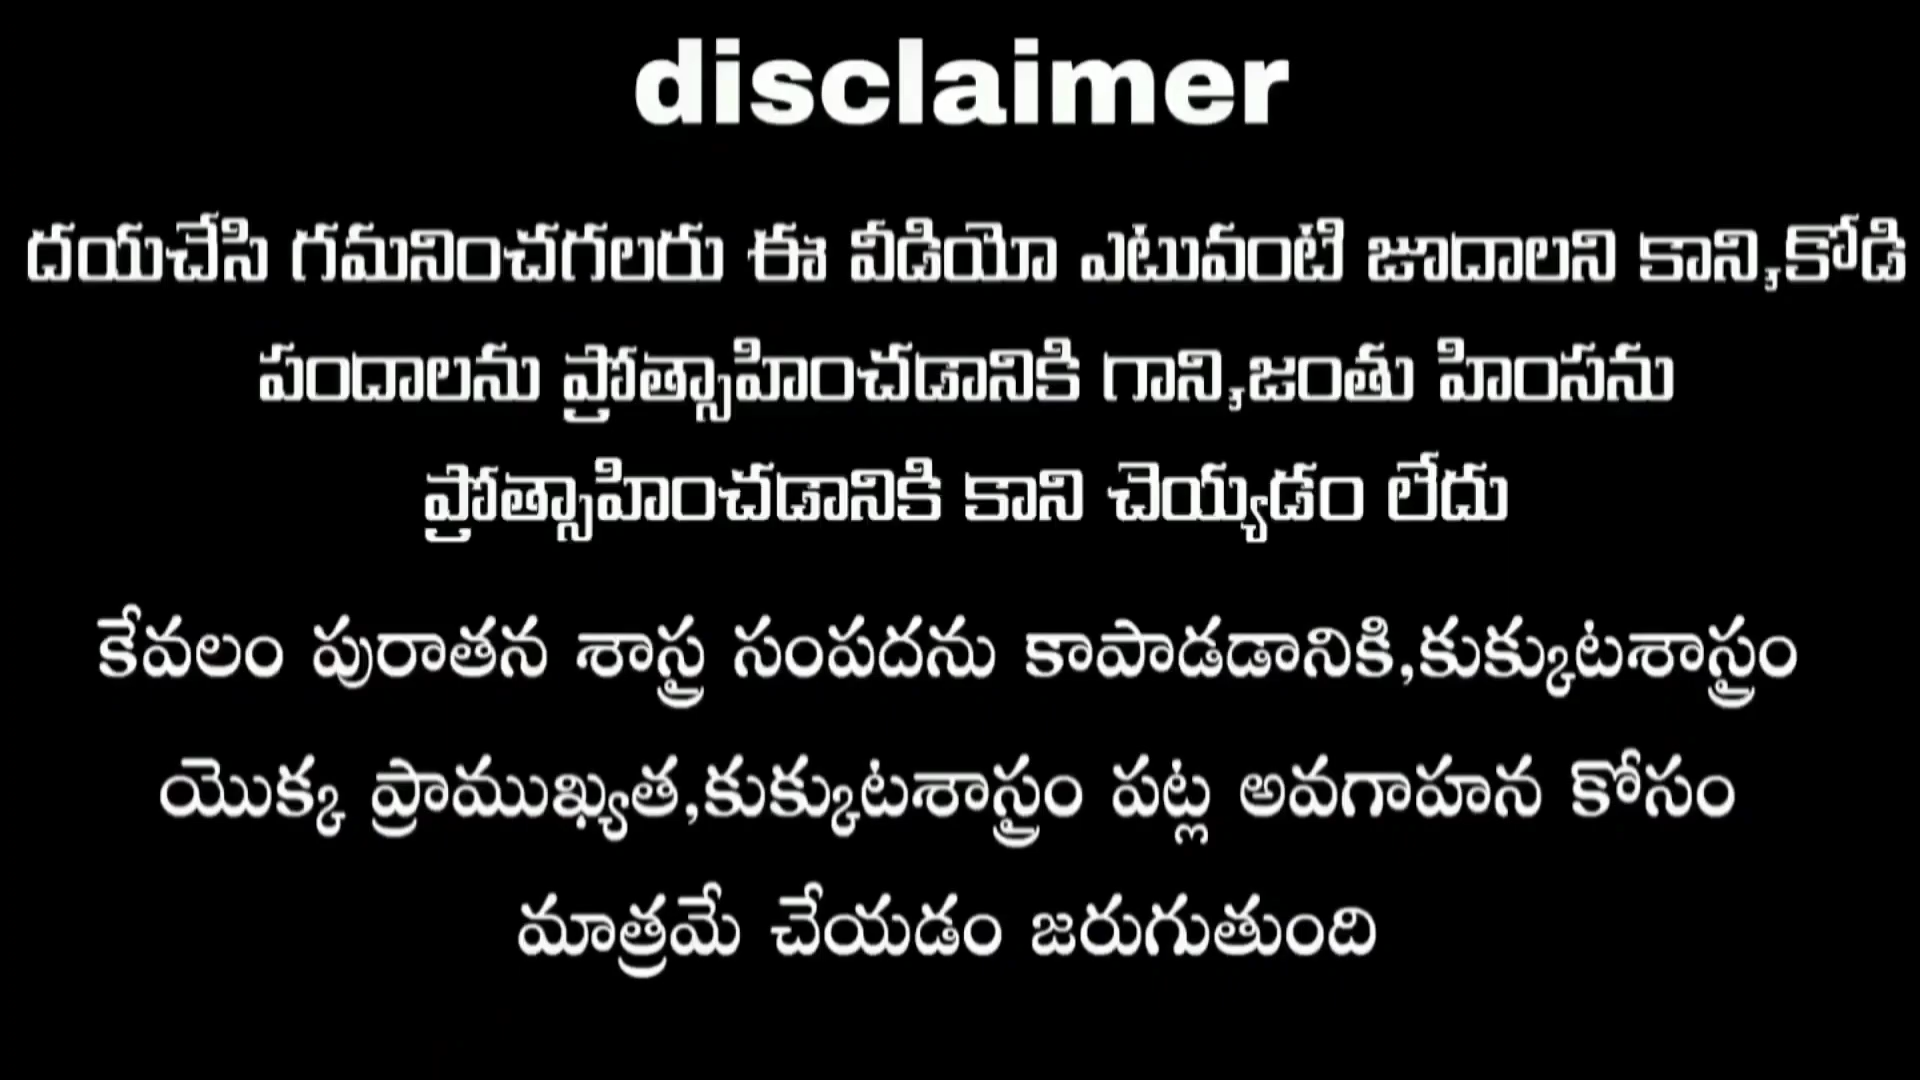 disclaimer
దయచేసి గమనించగలరు ఈ వీడియో ఎటువంటి జూదాలని కాని,కోడి
పందాలను ప్రోత్సాహించడానికి గాని,జంతు హింసను
ప్రోత్సాహించడానికి కాని చెయ్యడం లేదు
కేవలం పురాతన శాస్త్ర సంపదను కాపాడడానికి,కుక్కుటశాస్త్రం
యొక్క ప్రాముఖ్యత,కుక్కుటశాస్త్రం పట్ల అవగాహన కోసం
మాత్రమే చేయడం జరుగుతుంది